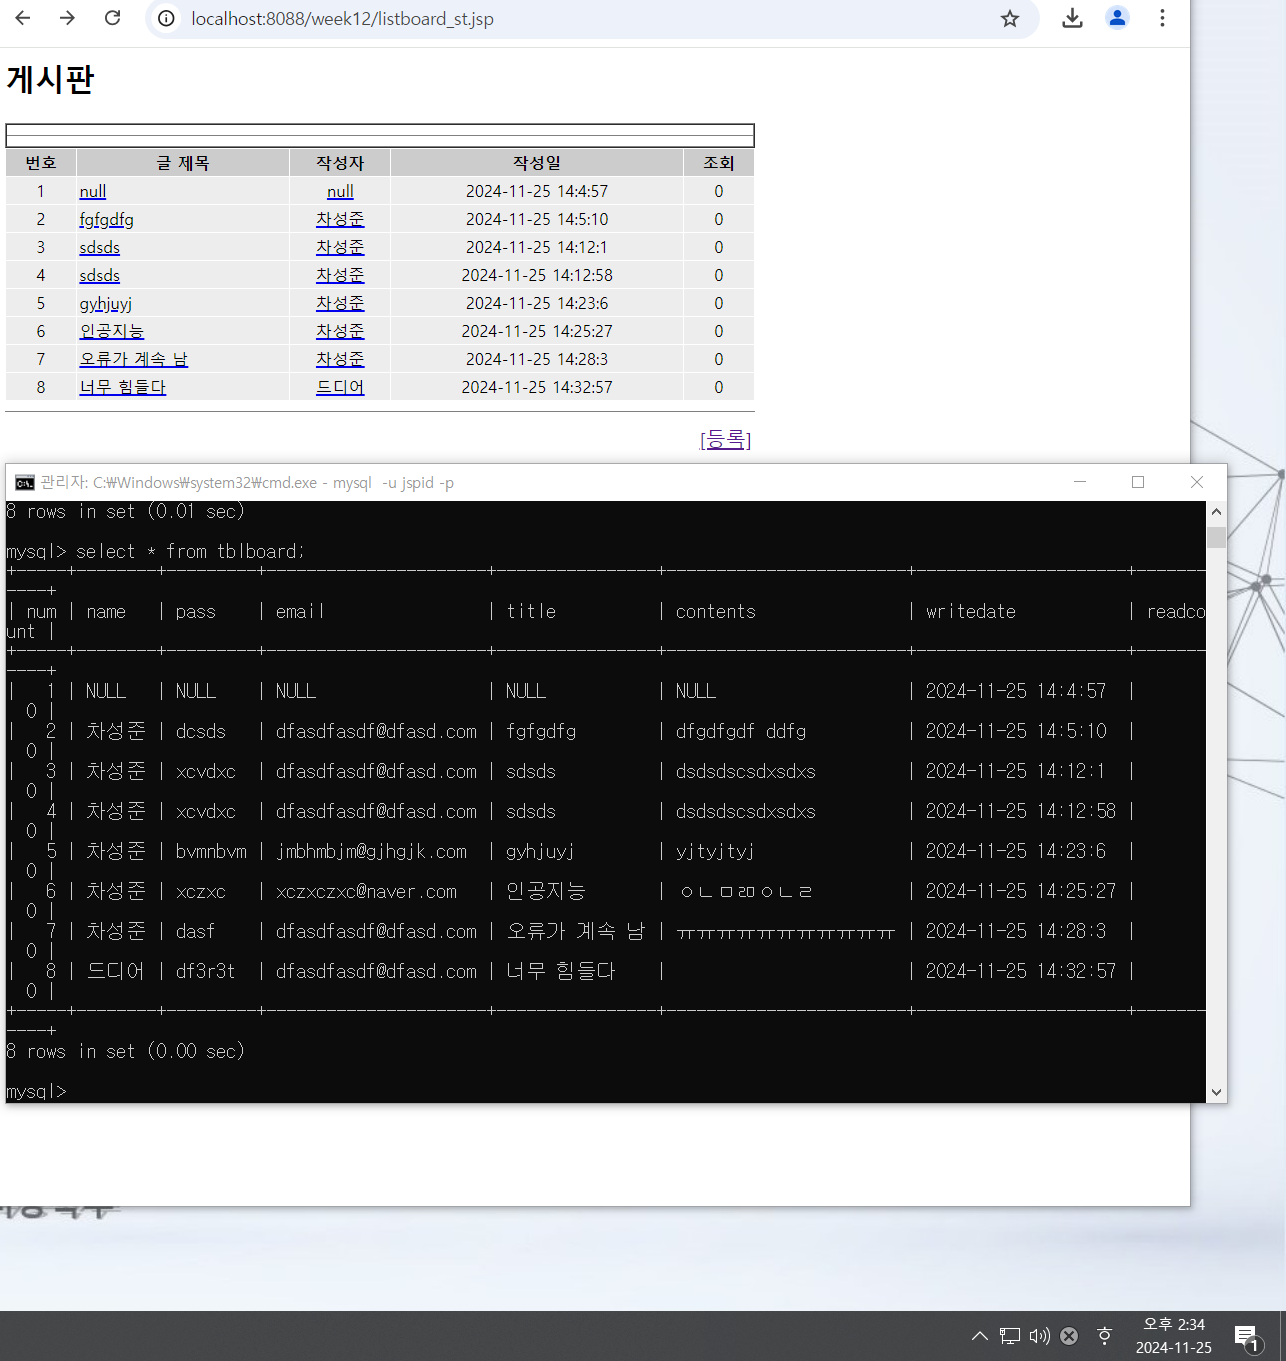 localhost:8088/week12/listboard_st.jsp
게시판
번호 글 제목 작성자 작성일 조회
1 null null 2024-11-25 14:4:57 0
2 fgfgdfg 차성준 2024-11-25 14:5:10 0
3 sdsds 차성준 2024-11-25 14:12:1 0
4 sdsds 차성준 2024-11-25 14:12:58 0
5 gyhjuyj 차성준 2024-11-25 14:23:6 0
6 인공지능 차성준 2024-11-25 14:25:27 0
7 오류가 계속 남 차성준 2024-11-25 14:28:3 0
8 너무 힘들다 드디어 2024-11-25 14:32:57 0
[등록]
관리자: C:₩Windows₩system32₩cmd.exe - mysql  -u jspid -p
8 rows in set (0.01 sec)
mysql> select * from tblboard;
+-----+--------+---------+-----------------------+----------------+-------------------------+----------------------+-------
----+
| num | name   | pass    | email                 | title          | contents                | writedate            | readco
unt |
+-----+--------+---------+-----------------------+----------------+-------------------------+----------------------+-------
----+
|   1 | NULL   | NULL    | NULL                  | NULL           | NULL                    | 2024-11-25 14:4:57   |
  0 |
|   2 | 차성준 | dcsds   | dfasdfasdf@dfasd.com | fgfgdfg        | dfgdfgdf ddfg           | 2024-11-25 14:5:10   |
  0 |
|   3 | 차성준 | xcvdxc  | dfasdfasdf@dfasd.com | sdsds          | dsdsdscsdxsdxs          | 2024-11-25 14:12:1   |
  0 |
|   4 | 차성준 | xcvdxc  | dfasdfasdf@dfasd.com | sdsds          | dsdsdscsdxsdxs          | 2024-11-25 14:12:58 |
  0 |
|   5 | 차성준 | bvmnbvm | jmbhmbjm@gjhgjk.com  | gyhjuyj        | yjtyjtyj                | 2024-11-25 14:23:6   |
  0 |
|   6 | 차성준 | xczxc   | xczxczxc@naver.com   | 인공지능       | ㅇㄴㅁㄻㅇㄴㄹ          | 2024-11-25 14:25:27 |
  0 |
|   7 | 차성준 | dasf    | dfasdfasdf@dfasd.com | 오류가 계속 남 | ㅠㅠㅠㅠㅠㅠㅠㅠㅠㅠㅠ | 2024-11-25 14:28:3   |
  0 |
|   8 | 드디어 | df3r3t  | dfasdfasdf@dfasd.com | 너무 힘들다    |                         | 2024-11-25 14:32:57 |
  0 |
+-----+--------+---------+-----------------------+----------------+-------------------------+----------------------+-------
----+
8 rows in set (0.00 sec)
mysql>
오후 2:34
2024-11-25
1